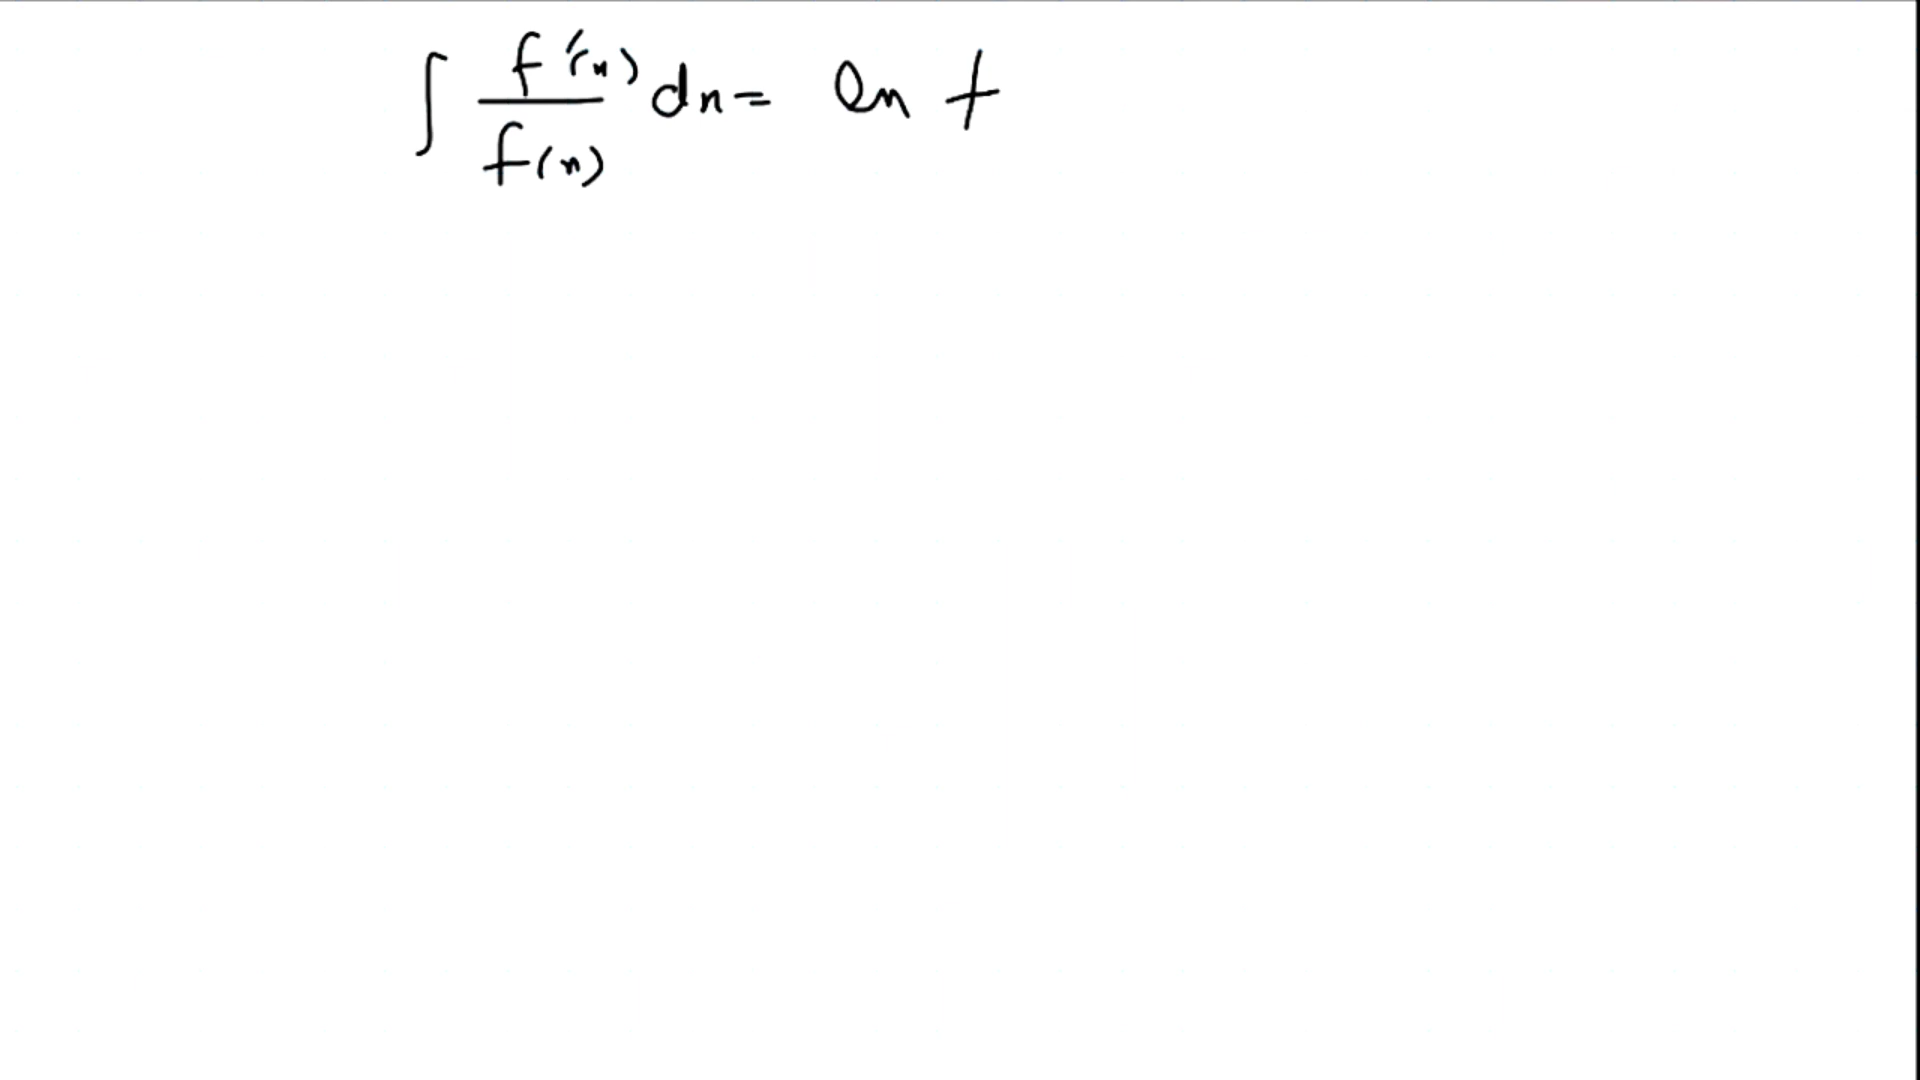 ∫ f'(x)/f(x) dx = ln f